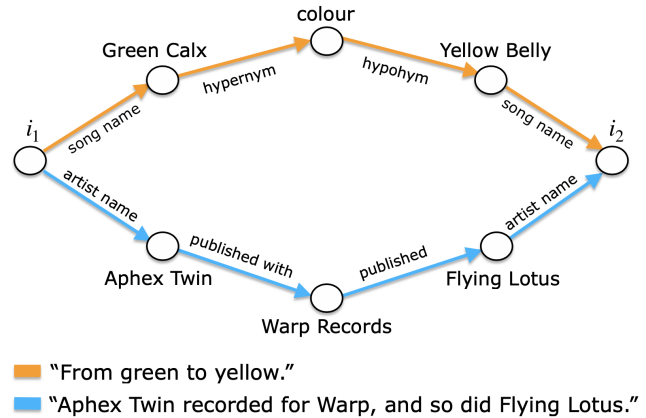 colour
Green Calx
Yellow Belly
hypernym
hypohym
song name
song name
i1
i2
artist name
artist name
published with
published
Aphex Twin
Flying Lotus
Warp Records
“From green to yellow.”
“Aphex Twin recorded for Warp, and so did Flying Lotus.”